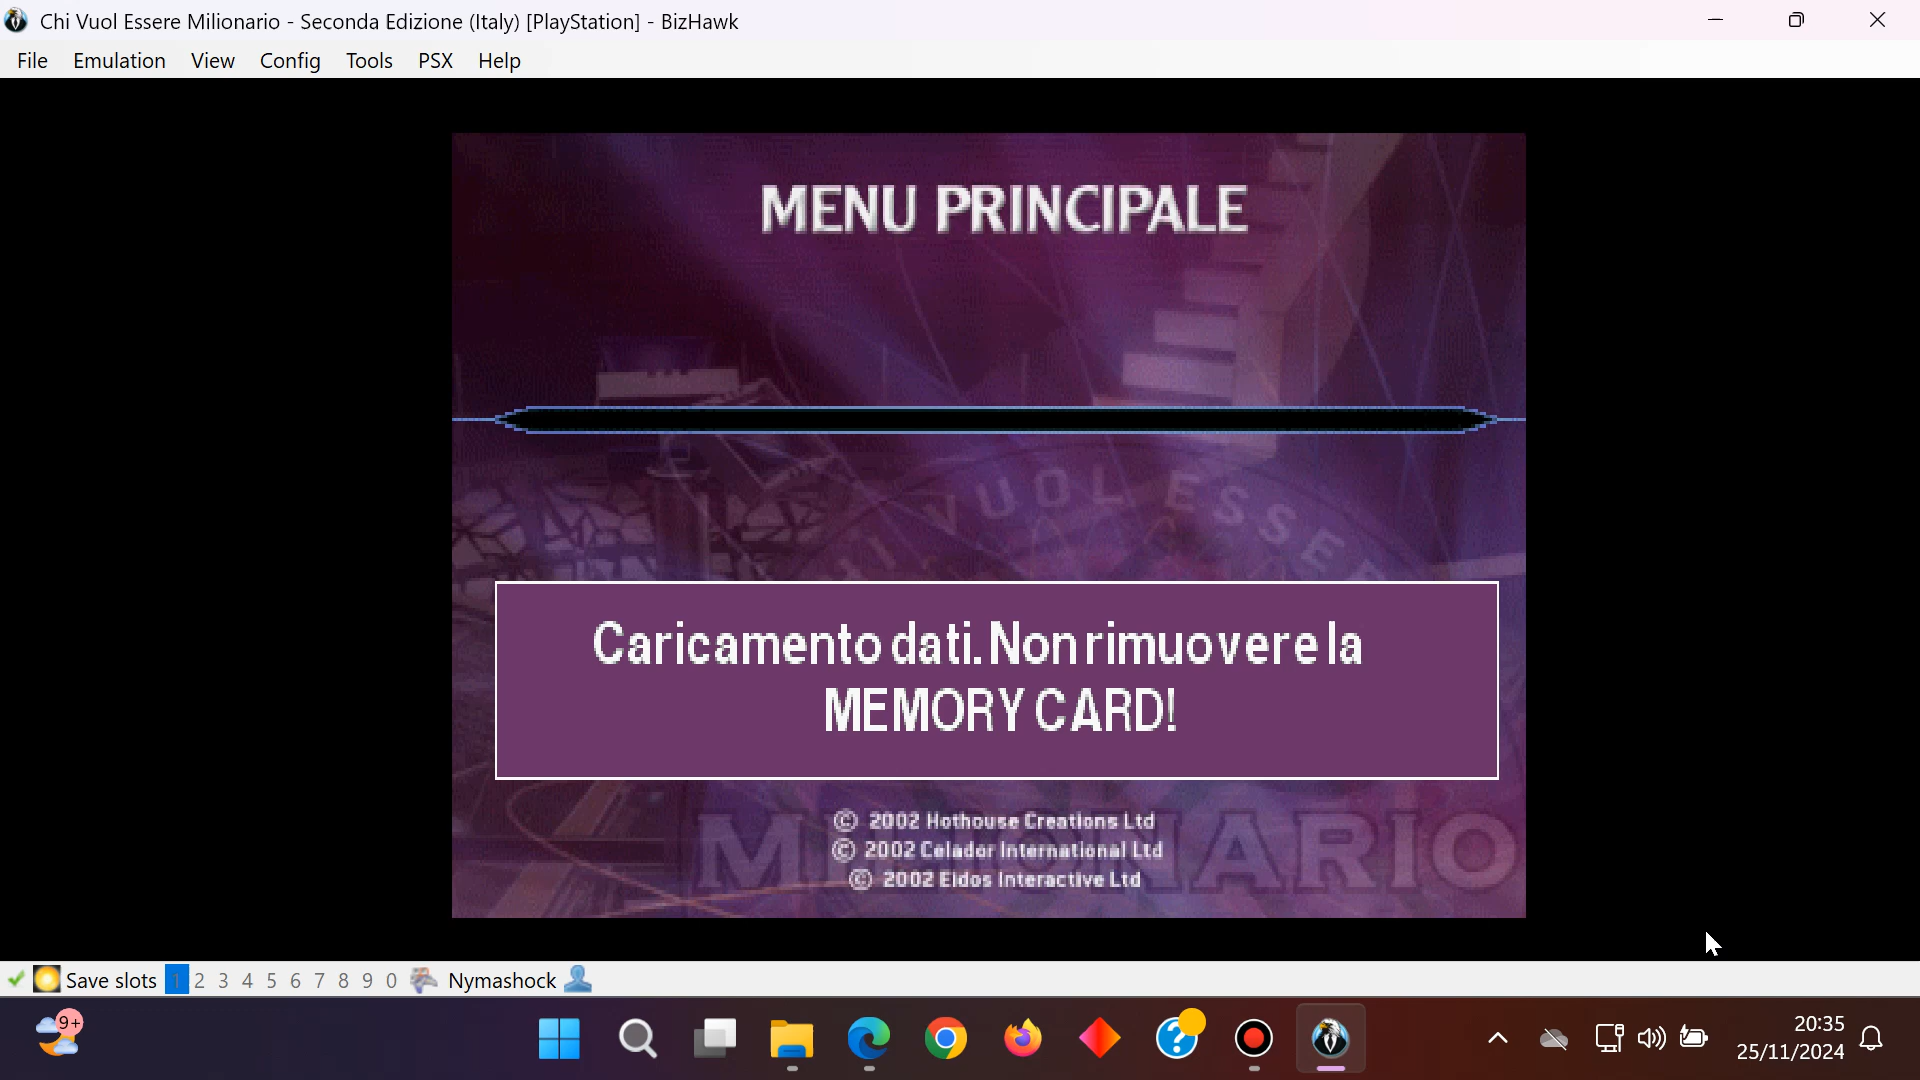 Chi Vuol Essere Milionario - Seconda Edizione (Italy) [PlayStation] - BizHawk
File Emulation View Config Tools PSX Help
MENU PRINCIPALE
CHI VUOL ESSER
Caricamento dati. Non rimuovere la
MEMORY CARD!
MILIONARIO
© 2002 Hothouse Creations Ltd
© 2002 Celador International Ltd
© 2002 Eidos Interactive Ltd
Save slots 1 2 3 4 5 6 7 8 9 0 Nymashock
9+
20:35
25/11/2024